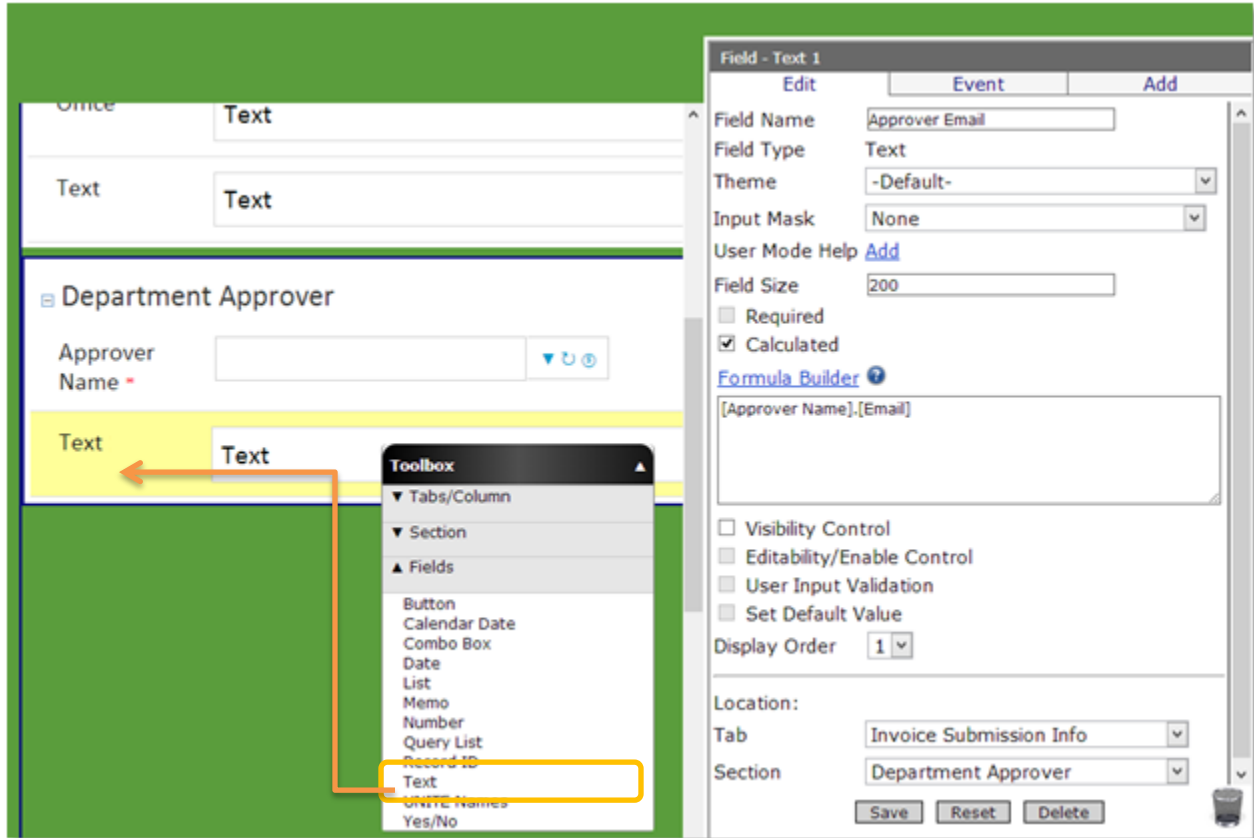 Office
Text
Text
Text
Department Approver
Approver
Name *
Text
Text
Toolbox
Tabs/Column
Section
Fields
Button
Calendar Date
Combo Box
Date
List
Memo
Number
Query List
Record ID
Text
UNITE Names
Yes/No
Field - Text 1
Edit Event Add
Field Name Approver Email
Field Type Text
Theme -Default-
Input Mask None
User Mode Help Add
Field Size 200
Required
Calculated
Formula Builder ?
[Approver Name].[Email]
Visibility Control
Editability/Enable Control
User Input Validation
Set Default Value
Display Order 1
Location:
Tab Invoice Submission Info
Section Department Approver
Save Reset Delete